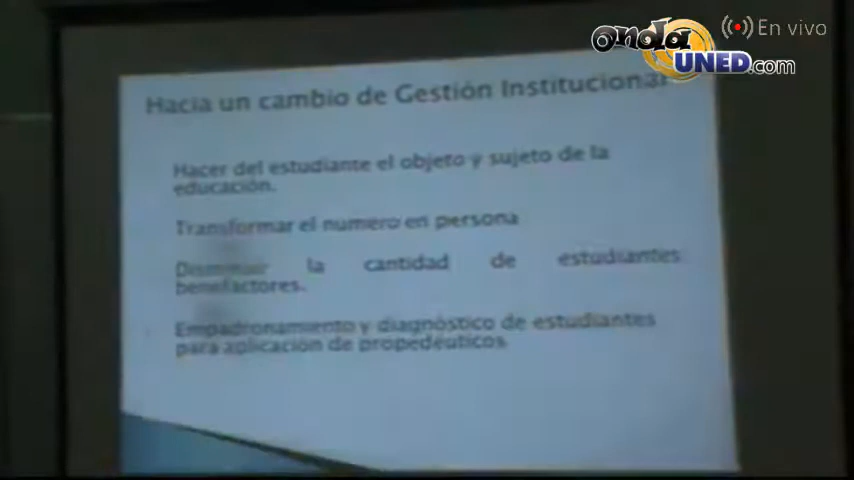 onda
UNED.com
En vivo
Hacia un cambio de Gestión Institucional
Hacer del estudiante el objeto y sujeto de la
educación.
Transformar el numero en persona
Disminuir la cantidad de estudiantes
benefactores.
Empadronamiento y diagnóstico de estudiantes
para aplicación de propedéuticos.